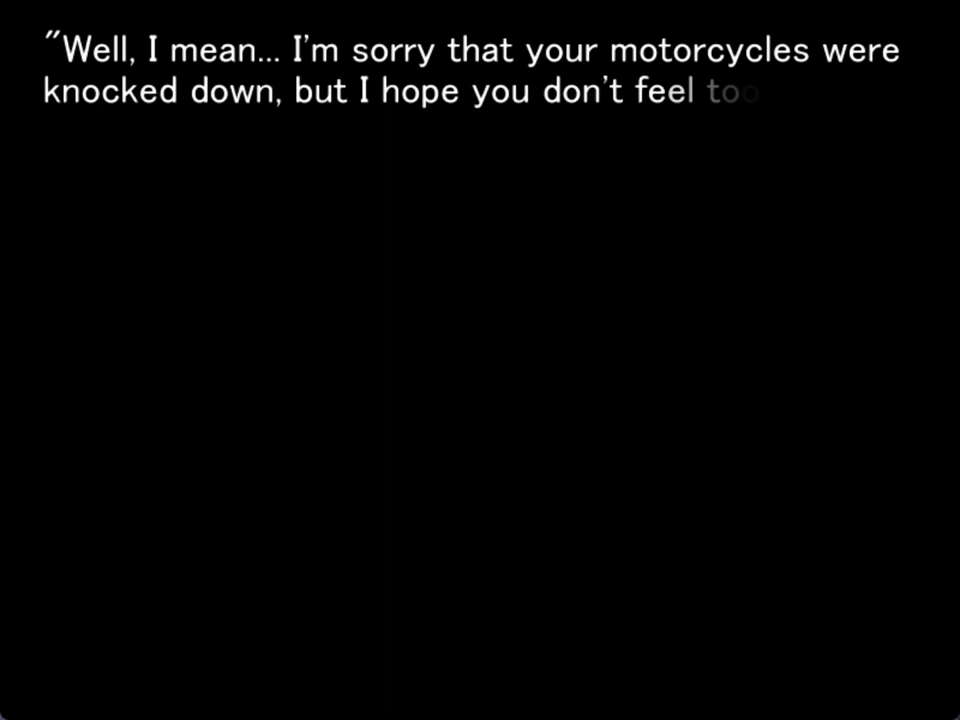 "Well, I mean... I'm sorry that your motorcycles were
knocked down, but I hope you don't feel too